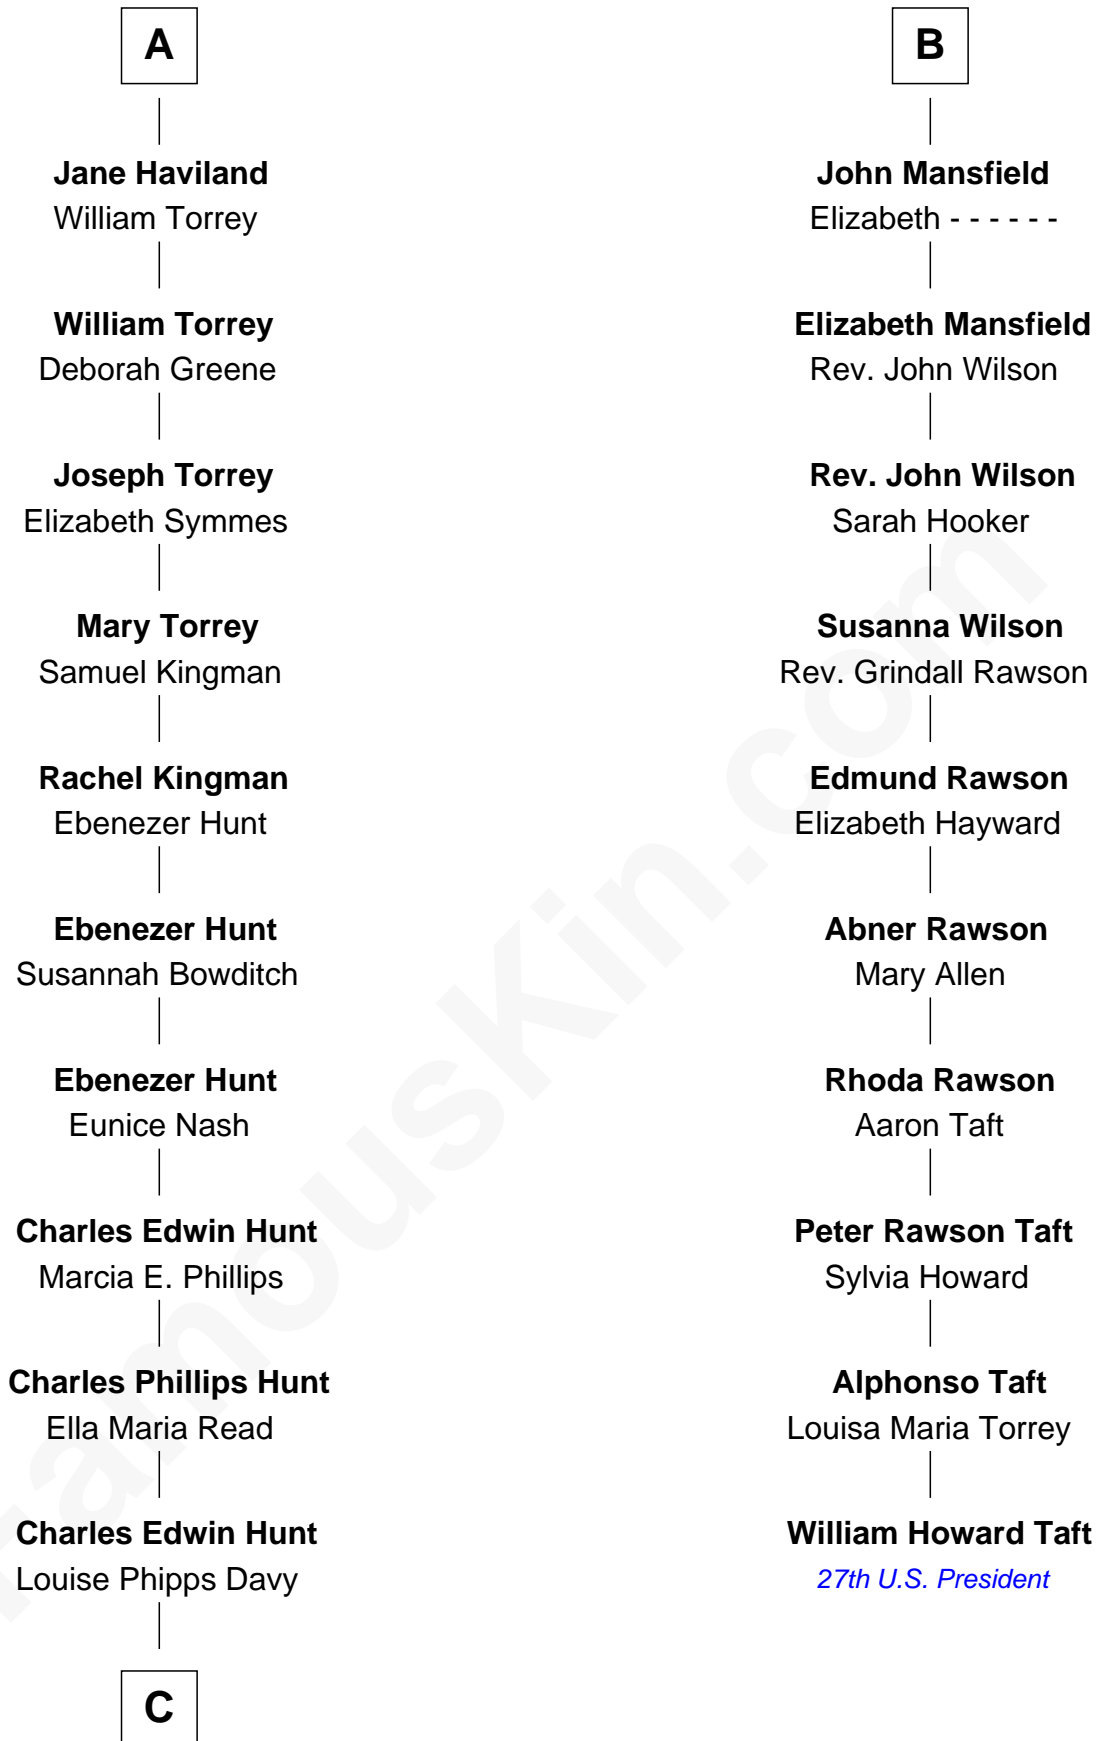 A
Jane Haviland
William Torrey
William Torrey
Deborah Greene
Joseph Torrey
Elizabeth Symmes
Mary Torrey
Samuel Kingman
Rachel Kingman
Ebenezer Hunt
Ebenezer Hunt
Susannah Bowditch
Ebenezer Hunt
Eunice Nash
Charles Edwin Hunt
Marcia E. Phillips
Charles Phillips Hunt
Ella Maria Read
Charles Edwin Hunt
Louise Phipps Davy
C
B
John Mansfield
Elizabeth - - - - - -
Elizabeth Mansfield
Rev. John Wilson
Rev. John Wilson
Sarah Hooker
Susanna Wilson
Rev. Grindall Rawson
Edmund Rawson
Elizabeth Hayward
Abner Rawson
Mary Allen
Rhoda Rawson
Aaron Taft
Peter Rawson Taft
Sylvia Howard
Alphonso Taft
Louisa Maria Torrey
William Howard Taft
27th U.S. President
FamousKin.com